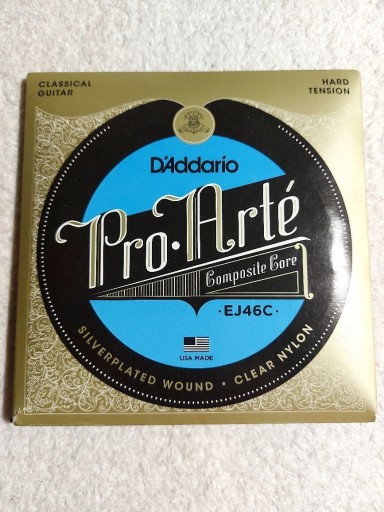 CLASSICAL
GUITAR
HARD
TENSION
D'Addario
Pro·Arté
Composite Core
·EJ46C·
USA MADE
SILVERPLATED WOUND · CLEAR NYLON